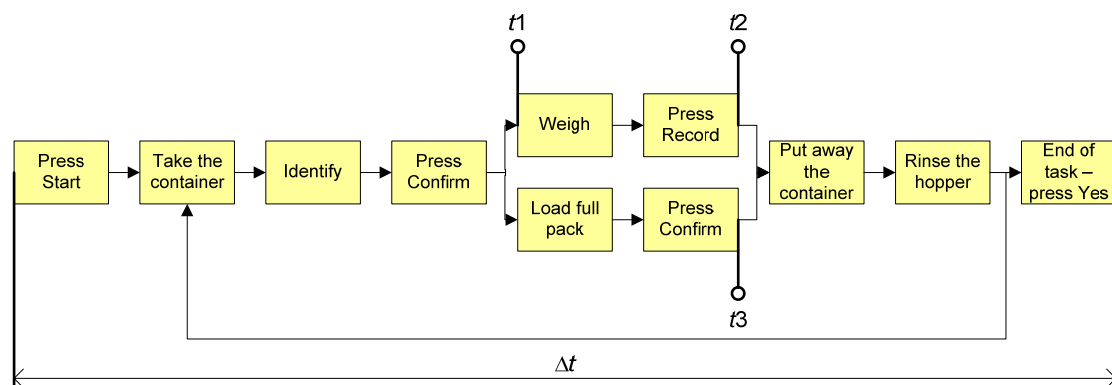 t1
t2
Weigh
Press
Record
Press
Start
Take the
container
Identify
Press
Confirm
Put away
the
container
Rinse the
hopper
End of
task –
press Yes
Load full
pack
Press
Confirm
t3
Δt